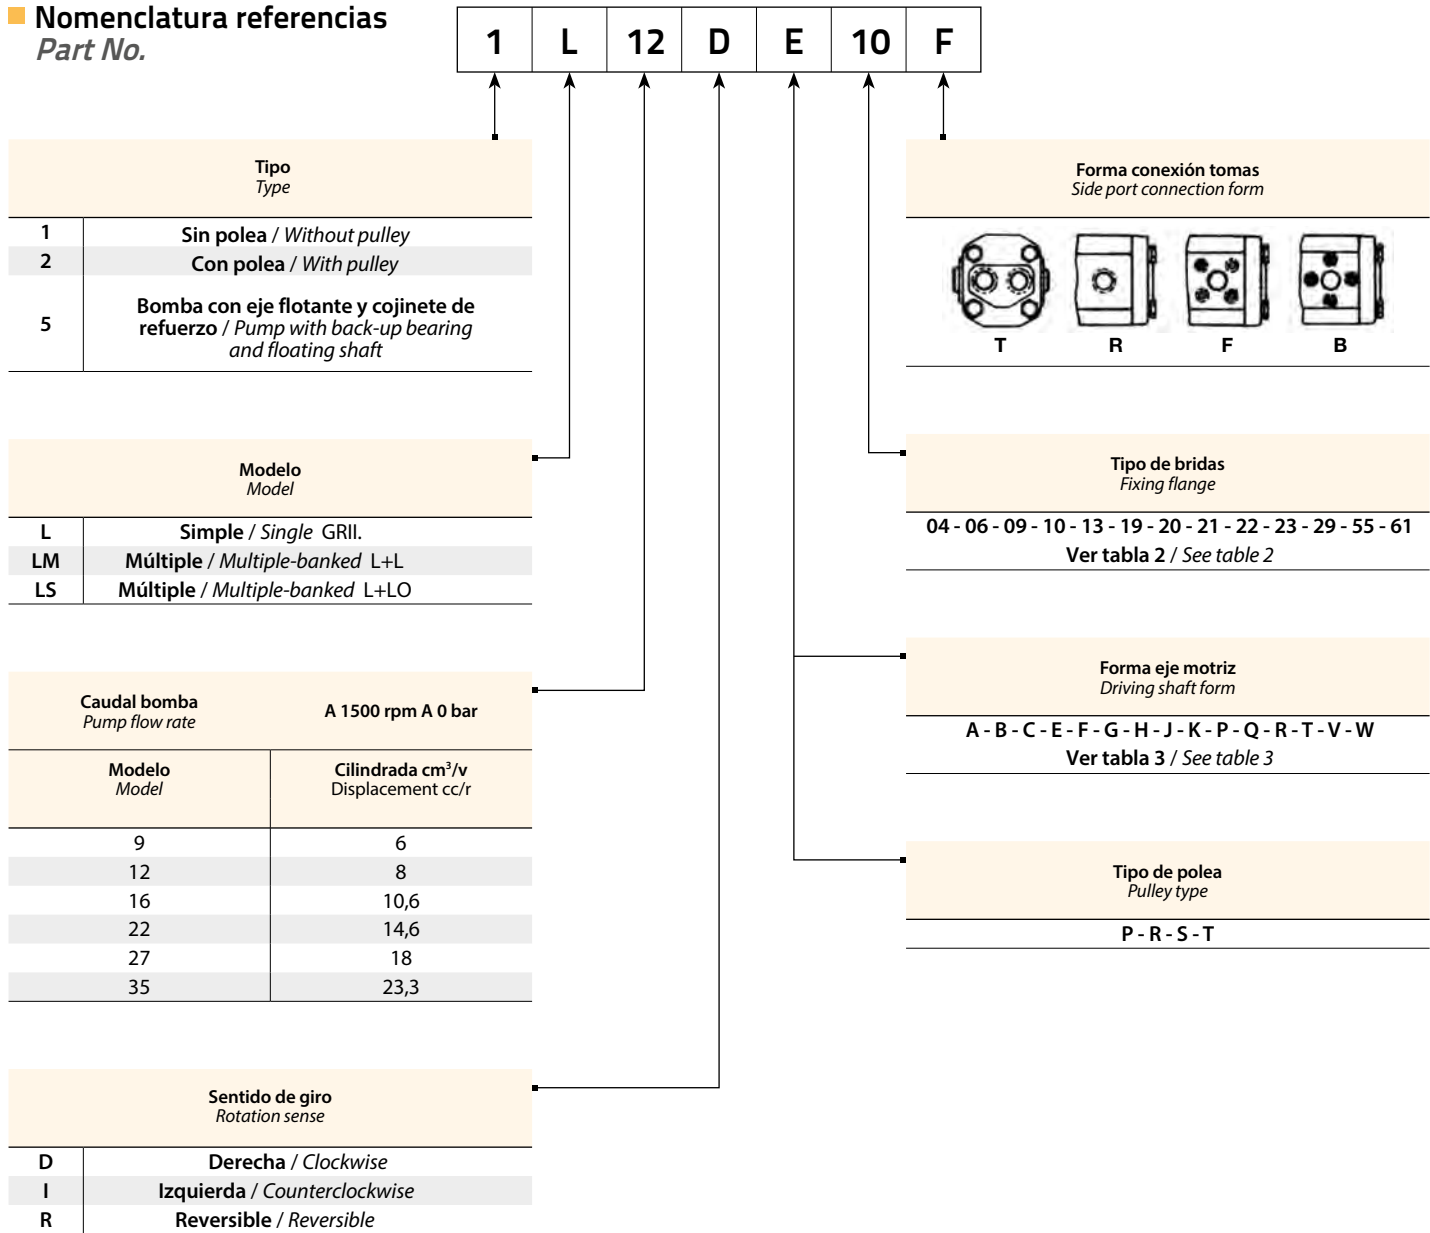 Nomenclatura referencias
Part No.
1 L 12 D E 10 F
Tipo
Type
1 Sin polea / Without pulley
2 Con polea / With pulley
5 Bomba con eje flotante y cojinete de
refuerzo / Pump with back-up bearing
and floating shaft
Modelo
Model
L Simple / Single GRII.
LM Múltiple / Multiple-banked L+L
LS Múltiple / Multiple-banked L+LO
Caudal bomba
Pump flow rate
A 1500 rpm A 0 bar
Modelo
Model
Cilindrada cm³/v
Displacement cc/r
9 6
12 8
16 10,6
22 14,6
27 18
35 23,3
Sentido de giro
Rotation sense
D Derecha / Clockwise
I Izquierda / Counterclockwise
R Reversible / Reversible
Forma conexión tomas
Side port connection form
T R F B
Tipo de bridas
Fixing flange
04 - 06 - 09 - 10 - 13 - 19 - 20 - 21 - 22 - 23 - 29 - 55 - 61
Ver tabla 2 / See table 2
Forma eje motriz
Driving shaft form
A - B - C - E - F - G - H - J - K - P - Q - R - T - V - W
Ver tabla 3 / See table 3
Tipo de polea
Pulley type
P - R - S - T